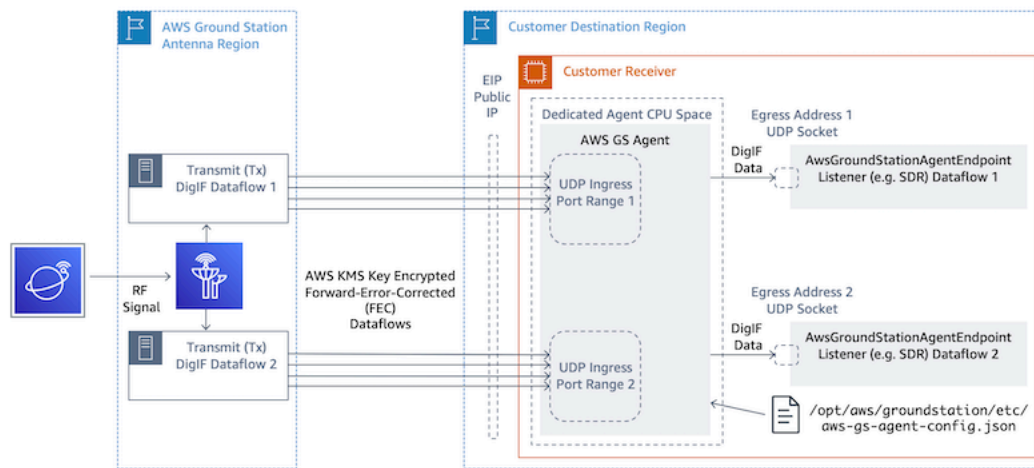 AWS Ground Station
Antenna Region
Transmit (Tx)
DigIF Dataflow 1
RF
Signal
Transmit (Tx)
DigIF Dataflow 2
AWS KMS Key Encrypted
Forward-Error-Corrected
(FEC)
Dataflows
Customer Destination Region
EIP
Public
IP
Customer Receiver
Dedicated Agent CPU Space
AWS GS Agent
UDP Ingress
Port Range 1
UDP Ingress
Port Range 2
Egress Address 1
UDP Socket
DigIF
Data
AwsGroundStationAgentEndpoint
Listener (e.g. SDR) Dataflow 1
Egress Address 2
UDP Socket
DigIF
Data
AwsGroundStationAgentEndpoint
Listener (e.g. SDR) Dataflow 2
/opt/aws/groundstation/etc/
aws-gs-agent-config.json